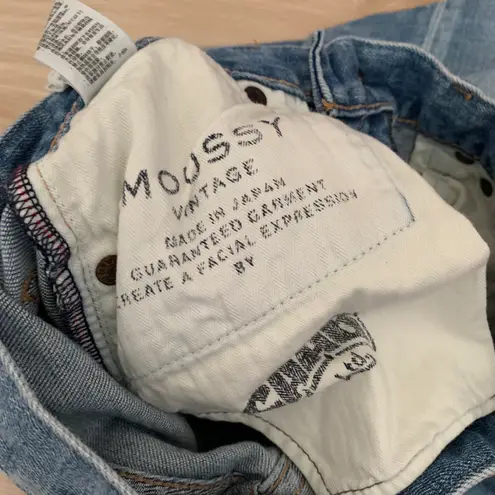 MOUSSY
VINTAGE
MADE IN JAPAN
GUARANTEED GARMENT
CREATE A FACIAL EXPRESSION
BY